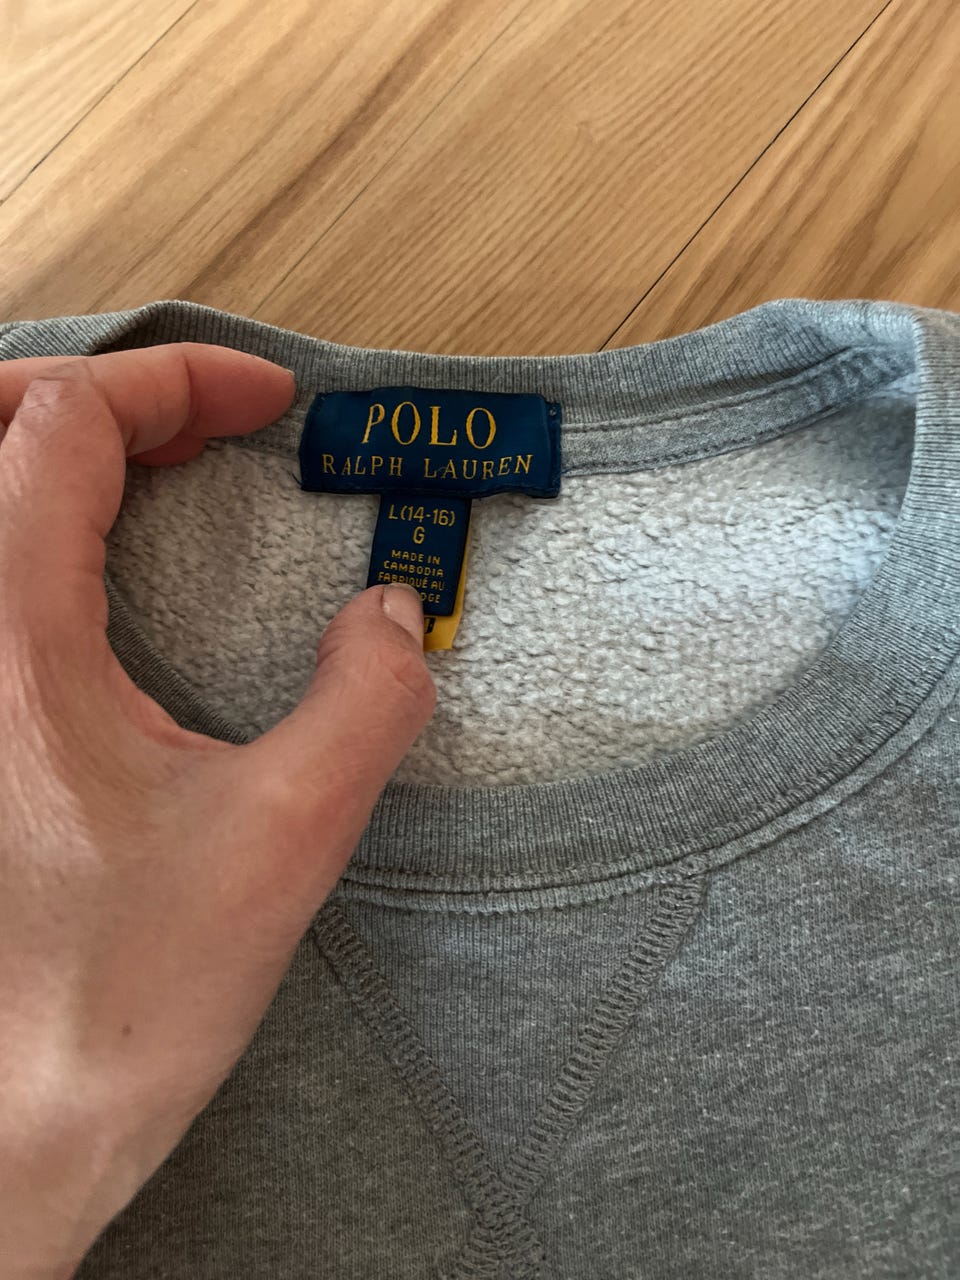 POLO
RALPH LAUREN
L(14-16)
G
MADE IN
CAMBODIA
FABRIQUÉ AU